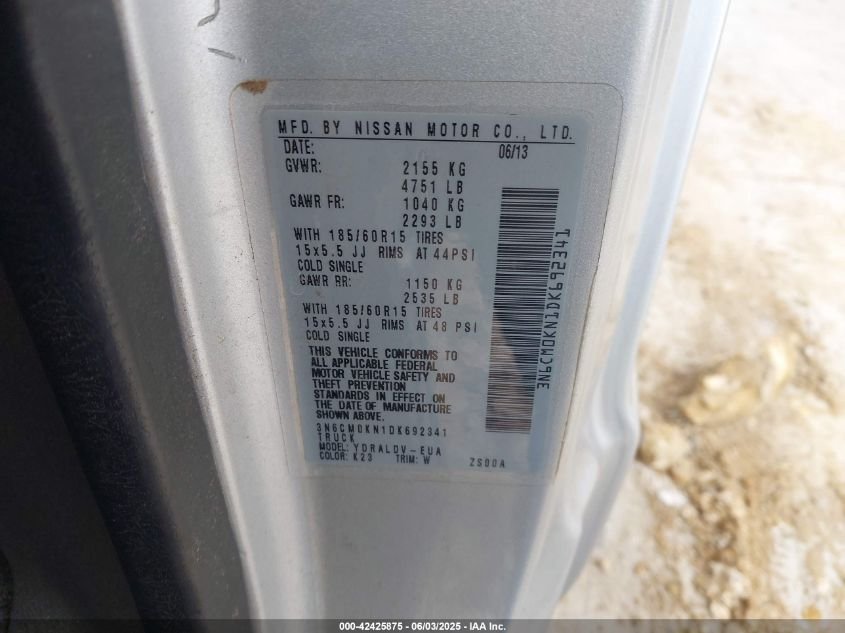 MFD. BY NISSAN MOTOR CO., LTD.
DATE: 06/13
GVWR: 2155 KG
4751 LB
GAWR FR: 1040 KG
2293 LB
WITH 185/60R15 TIRES
15x5.5 JJ RIMS AT 44PSI
COLD SINGLE
GAWR RR: 1150 KG
2535 LB
WITH 185/60R15 TIRES
15x5.5 JJ RIMS AT 48 PSI
COLD SINGLE
THIS VEHICLE CONFORMS TO
ALL APPLICABLE FEDERAL
MOTOR VEHICLE SAFETY AND
THEFT PREVENTION
STANDARDS IN EFFECT ON
THE DATE OF MANUFACTURE
SHOWN ABOVE.
3N6CM0KN1DK692341
TRUCK
MODEL: YDRALDV-EUA
COLOR: K23 TRIM: W ZS00A
3N6CM0KN1DK692341
000-42425875 - 06/03/2025 - IAA Inc.